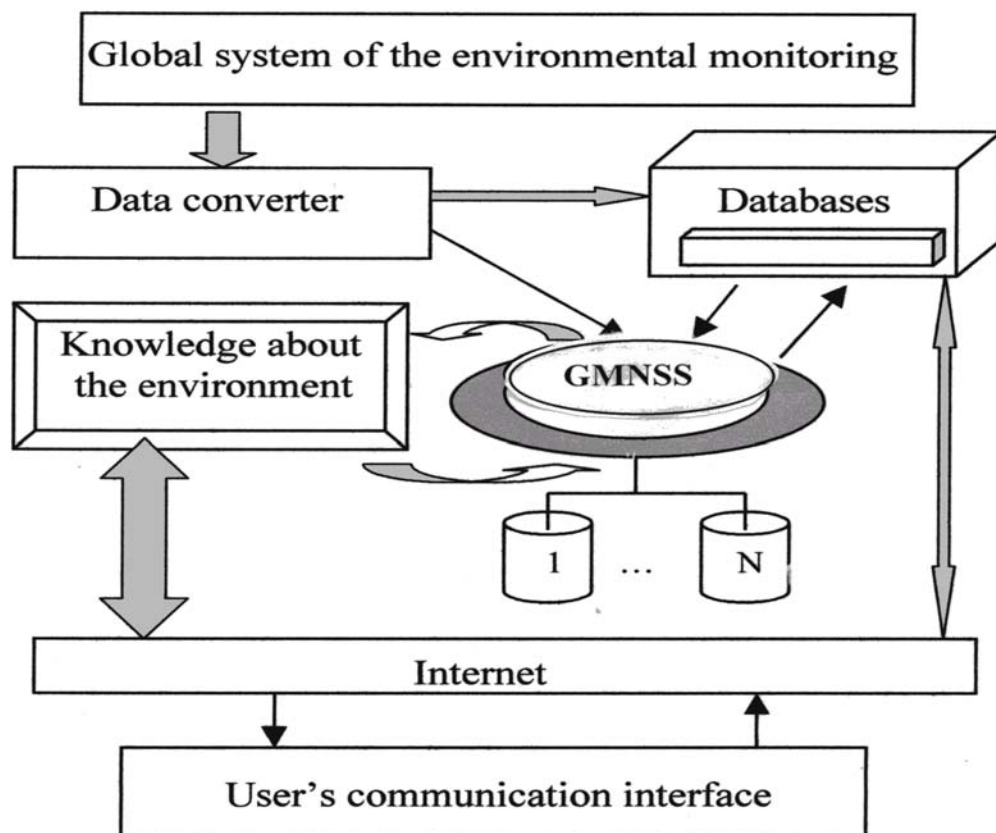 Global system of the environmental monitoring
Data converter
Databases
Knowledge about
the environment
GMNSS
1 ... N
Internet
User's communication interface